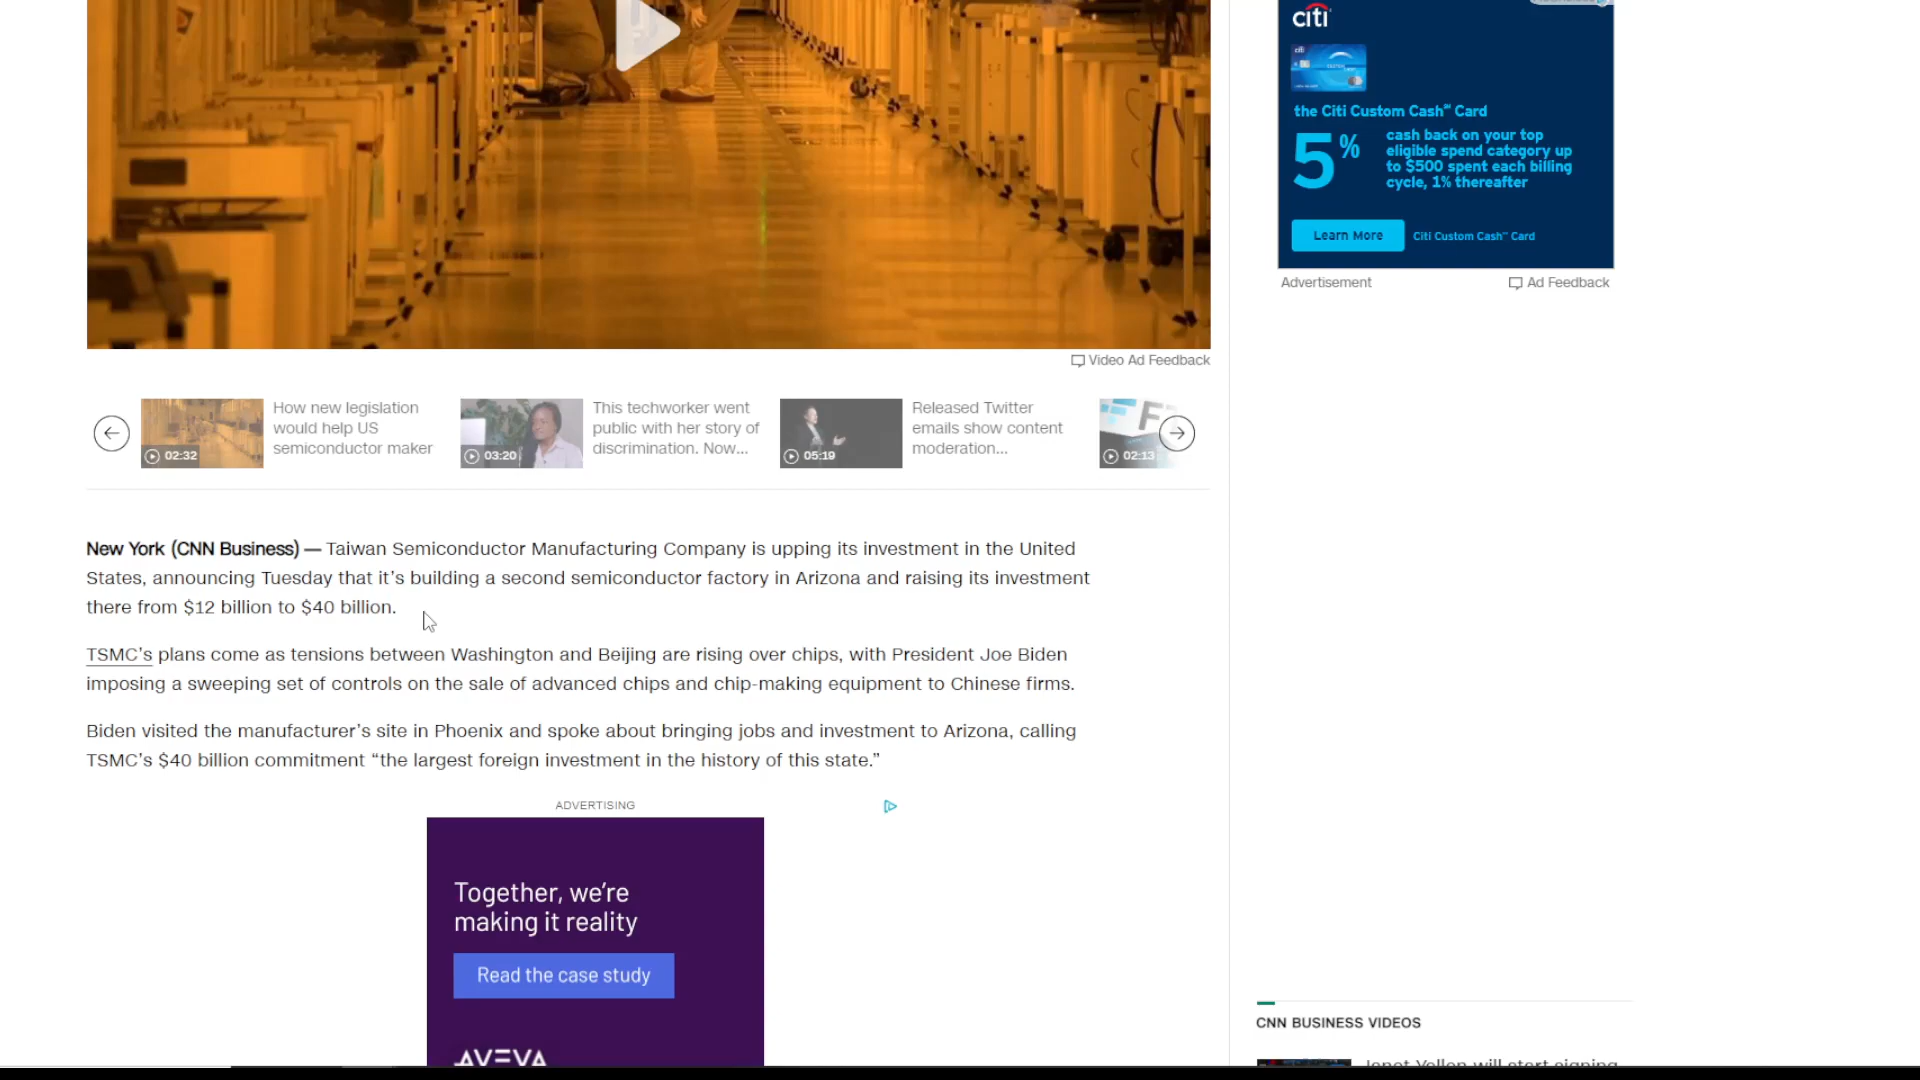 citi
citi
the Citi Custom Cash℠ Card
5%
cash back on your top
eligible spend category up
to $500 spent each billing
cycle, 1% thereafter
Learn More
Citi Custom Cash℠ Card
Advertisement
Ad Feedback
Video Ad Feedback
02:32
How new legislation
would help US
semiconductor maker
03:20
This techworker went
public with her story of
discrimination. Now...
05:19
Released Twitter
emails show content
moderation...
F
02:13
New York (CNN Business) — Taiwan Semiconductor Manufacturing Company is upping its investment in the United
States, announcing Tuesday that it’s building a second semiconductor factory in Arizona and raising its investment
there from $12 billion to $40 billion.
TSMC’s plans come as tensions between Washington and Beijing are rising over chips, with President Joe Biden
imposing a sweeping set of controls on the sale of advanced chips and chip-making equipment to Chinese firms.
Biden visited the manufacturer’s site in Phoenix and spoke about bringing jobs and investment to Arizona, calling
TSMC’s $40 billion commitment “the largest foreign investment in the history of this state.”
ADVERTISING
Together, we’re
making it reality
Read the case study
AVEVA
CNN BUSINESS VIDEOS
Janet Yellen will start signing